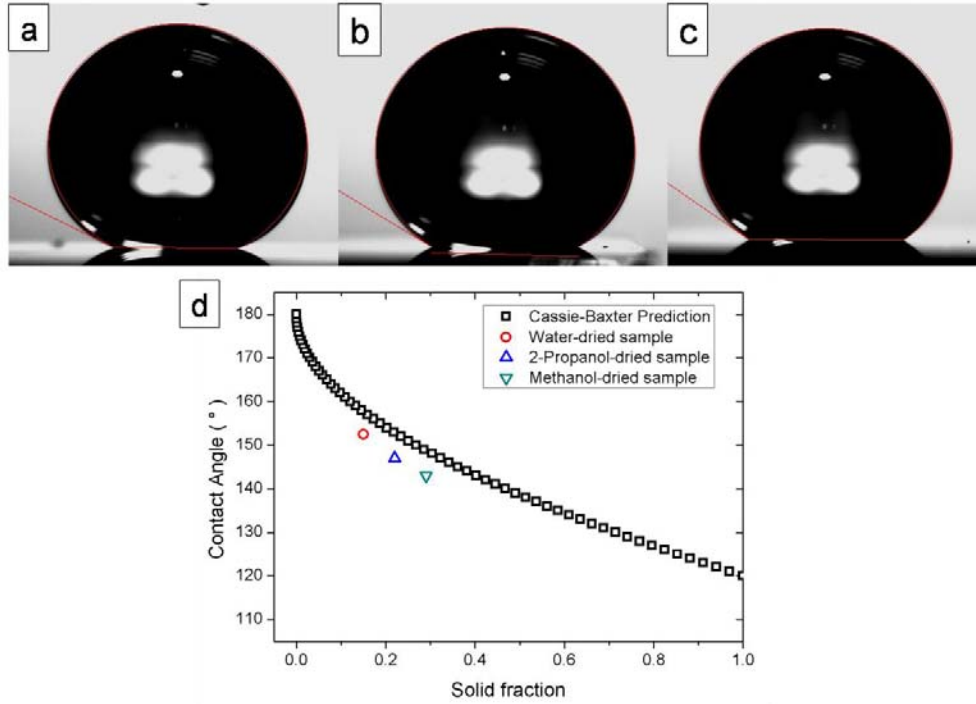 a
b
c
d
180
170
160
150
140
130
120
110
Contact Angle ( ° )
Cassie-Baxter Prediction
Water-dried sample
2-Propanol-dried sample
Methanol-dried sample
0.0
0.2
0.4
0.6
0.8
1.0
Solid fraction